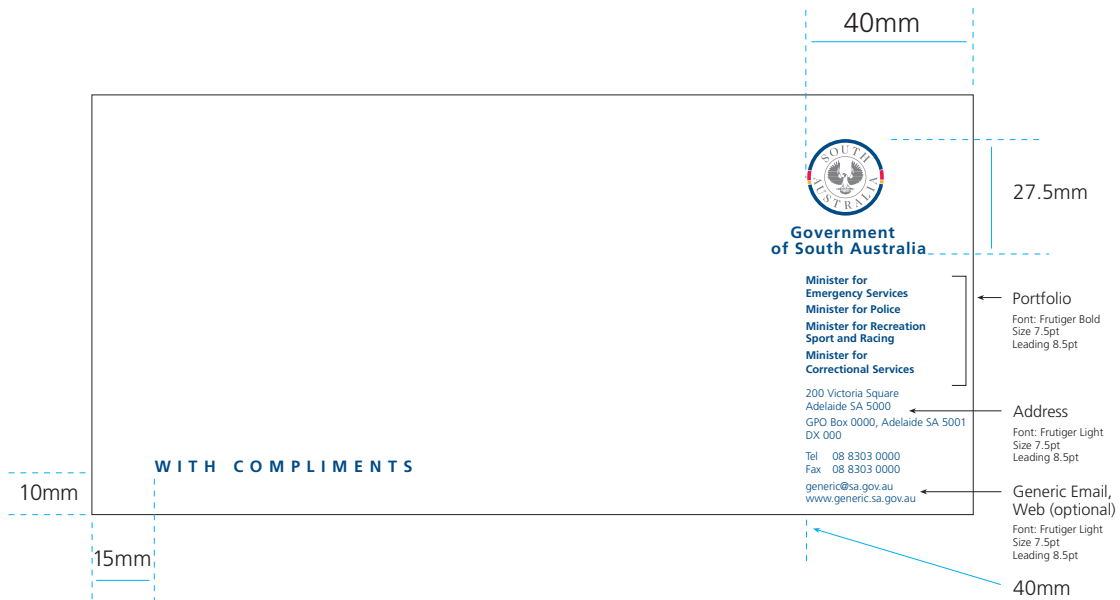 40mm
SOUTH
AUSTRALIA
27.5mm
Government
of South Australia
Minister for
Emergency Services
Minister for Police
Minister for Recreation
Sport and Racing
Minister for
Correctional Services
Portfolio
Font: Frutiger Bold
Size 7.5pt
Leading 8.5pt
200 Victoria Square
Adelaide SA 5000
GPO Box 0000, Adelaide SA 5001
DX 000
Address
Font: Frutiger Light
Size 7.5pt
Leading 8.5pt
Tel 08 8303 0000
Fax 08 8303 0000
generic@sa.gov.au
www.generic.sa.gov.au
Generic Email,
Web (optional)
Font: Frutiger Light
Size 7.5pt
Leading 8.5pt
WITH COMPLIMENTS
10mm
15mm
40mm